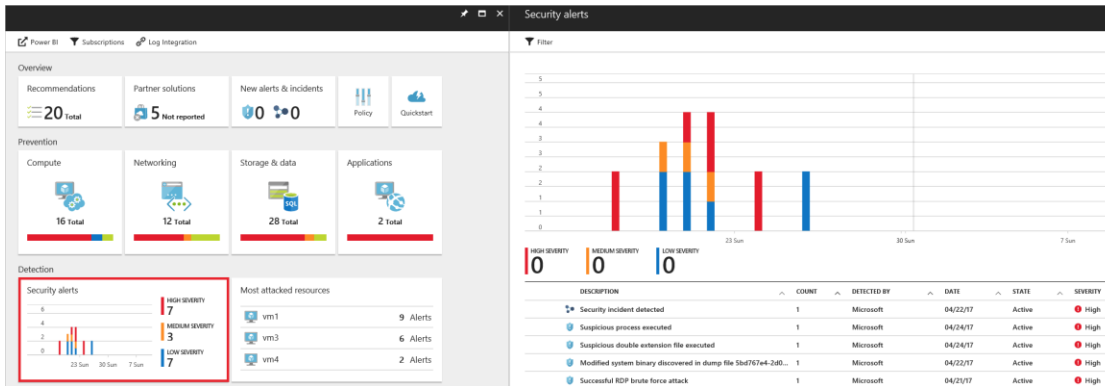 Security alerts
Power BI Subscriptions Log Integration
Filter
Overview
Recommendations
20 Total
Partner solutions
5 Not reported
New alerts & incidents
0 0
Policy
Quickstart
Prevention
Compute
16 Total
Networking
12 Total
Storage & data
SQL
28 Total
Applications
2 Total
Detection
Security alerts
6
4
2
0
23 Sun 30 Sun 7 Sun
HIGH SEVERITY
7
MEDIUM SEVERITY
3
LOW SEVERITY
7
Most attacked resources
vm1 9 Alerts
vm3 6 Alerts
vm4 2 Alerts
5
5
4
4
3
3
2
2
1
1
0
23 Sun 30 Sun 7 Sun
HIGH SEVERITY
0
MEDIUM SEVERITY
0
LOW SEVERITY
0
DESCRIPTION COUNT DETECTED BY DATE STATE SEVERITY
Security incident detected 1 Microsoft 04/22/17 Active High
Suspicious process executed 1 Microsoft 04/24/17 Active High
Suspicious double extension file executed 1 Microsoft 04/24/17 Active High
Modified system binary discovered in dump file 5bd767e4-2d0... 1 Microsoft 04/22/17 Active High
Successful RDP brute force attack 1 Microsoft 04/21/17 Active High